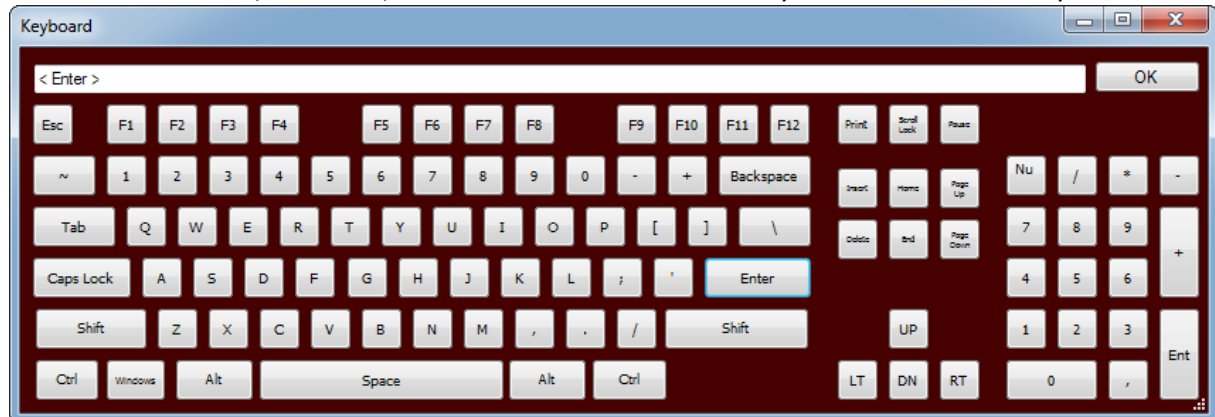 Keyboard
< Enter > OK
Esc F1 F2 F3 F4 F5 F6 F7 F8 F9 F10 F11 F12 Print Scroll Lock Pause
~ 1 2 3 4 5 6 7 8 9 0 - + Backspace Insert Home Page Up Nu / * -
Tab Q W E R T Y U I O P [ ] \ Delete End Page Down 7 8 9 +
Caps Lock A S D F G H J K L ; ' Enter 4 5 6
Shift Z X C V B N M , . / Shift UP 1 2 3 Ent
Ctrl Windows Alt Space Alt Ctrl LT DN RT 0 ,